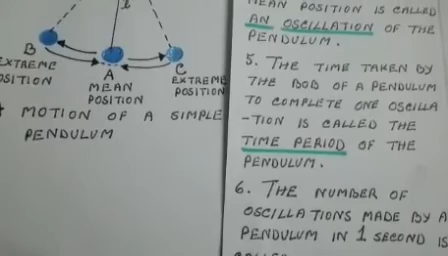 l
B
EXTREME
POSITION
A
MEAN
POSITION
C
EXTREME
POSITION
MOTION OF A SIMPLE
PENDULUM
MEAN POSITION IS CALLED
AN OSCILLATION OF THE
PENDULUM.
5. THE TIME TAKEN BY
THE BOB OF A PENDULUM
TO COMPLETE ONE OSCILLA
-TION IS CALLED THE
TIME PERIOD OF THE
PENDULUM.
6. THE NUMBER OF
OSCILLATIONS MADE BY A
PENDULUM IN 1 SECOND IS
CALLED